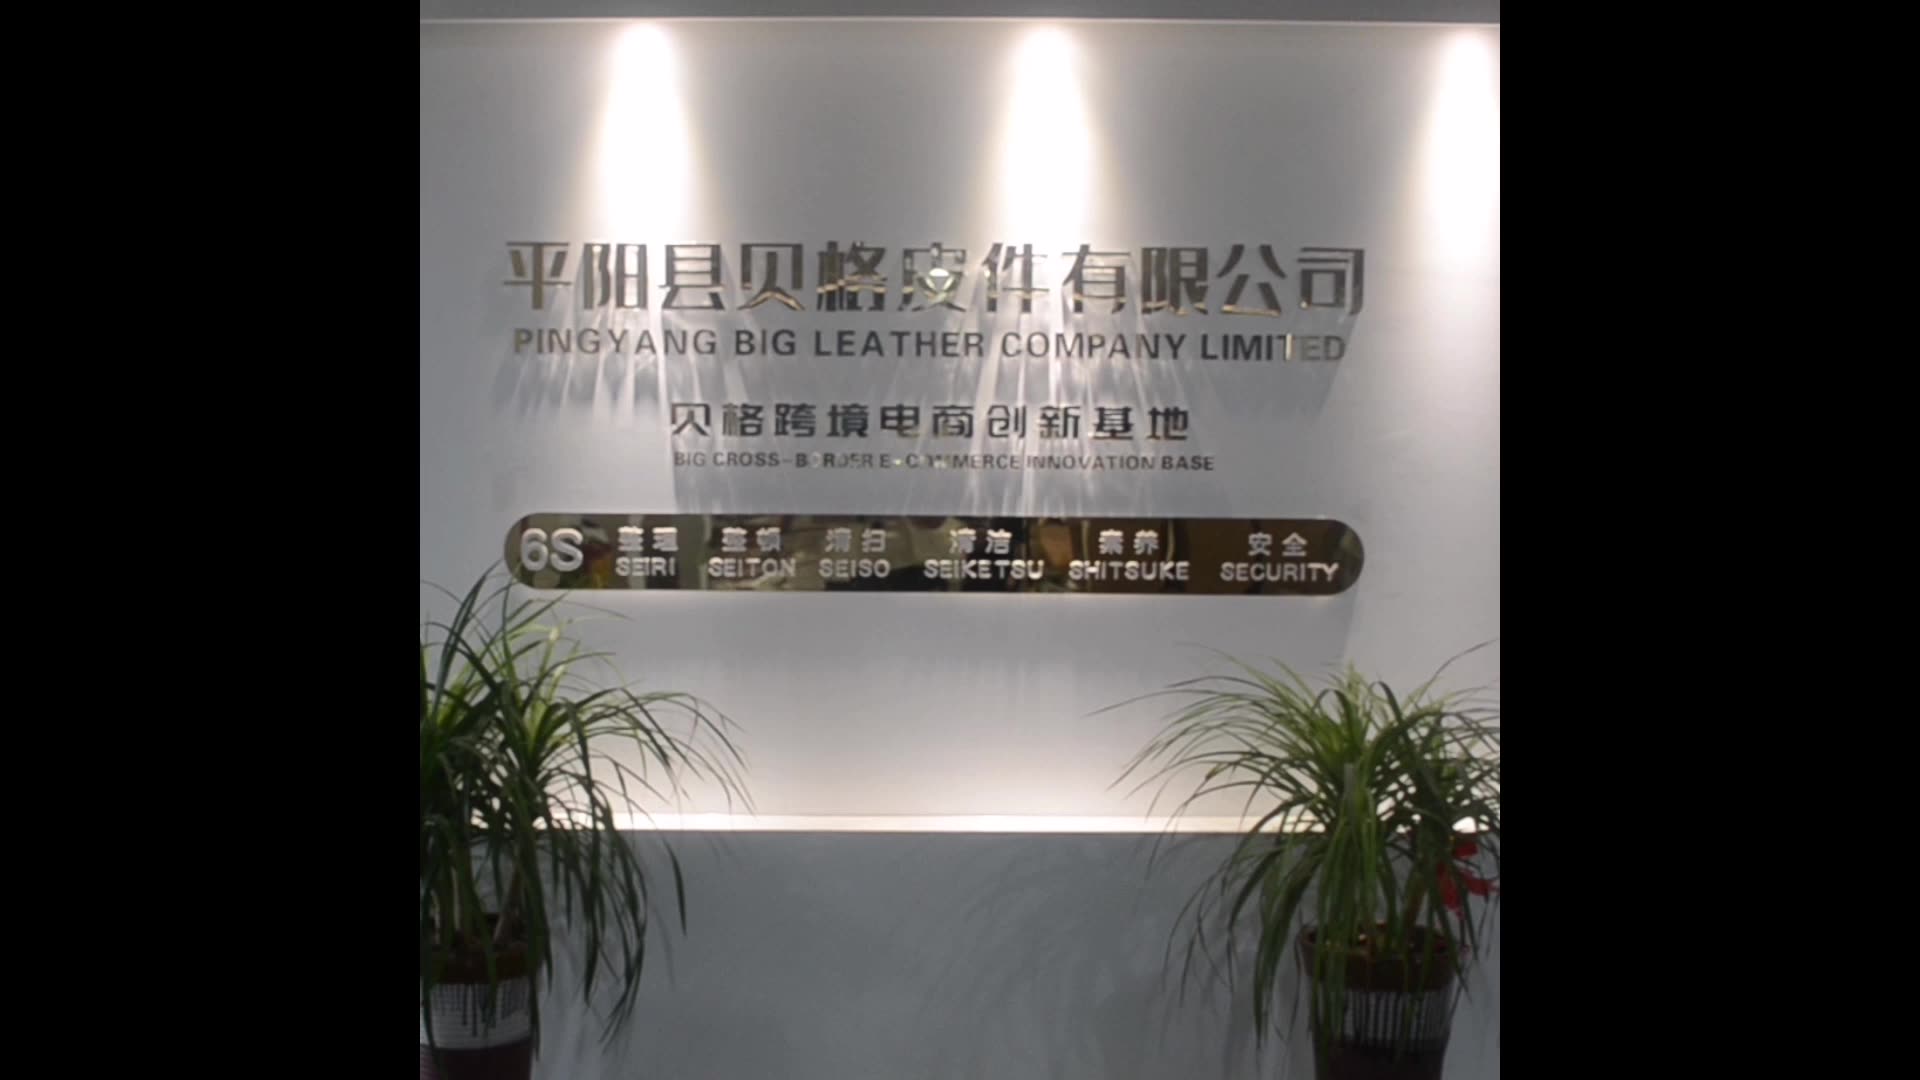 平阳县贝格皮件有限公司
PINGYANG BIG LEATHER COMPANY LIMITED
贝格跨境电商创新基地
BIG CROSS-BORDER E-COMMERCE INNOVATION BASE
6S 整理 整顿 清扫 清洁 素养 安全
SEIRI SEITON SEISO SEIKETSU SHITSUKE SECURITY